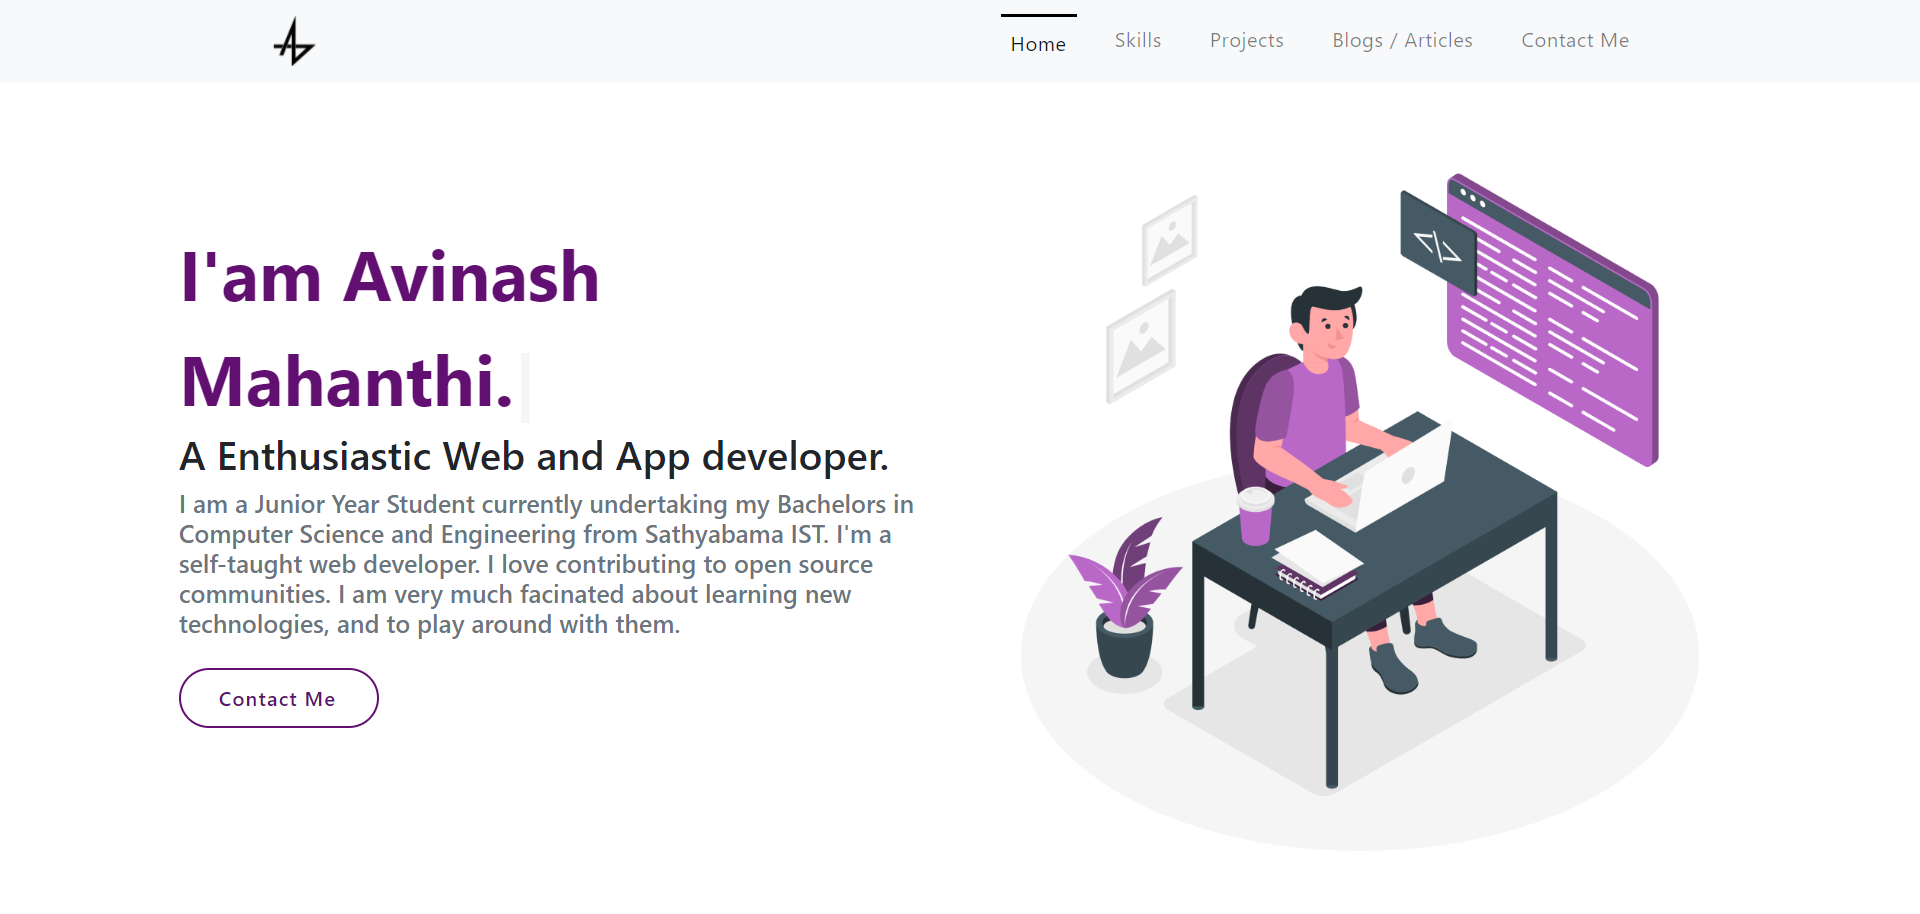 Home Skills Projects Blogs / Articles Contact Me
I'am Avinash
Mahanthi.
A Enthusiastic Web and App developer.
I am a Junior Year Student currently undertaking my Bachelors in
Computer Science and Engineering from Sathyabama IST. I'm a
self-taught web developer. I love contributing to open source
communities. I am very much facinated about learning new
technologies, and to play around with them.
Contact Me
</>